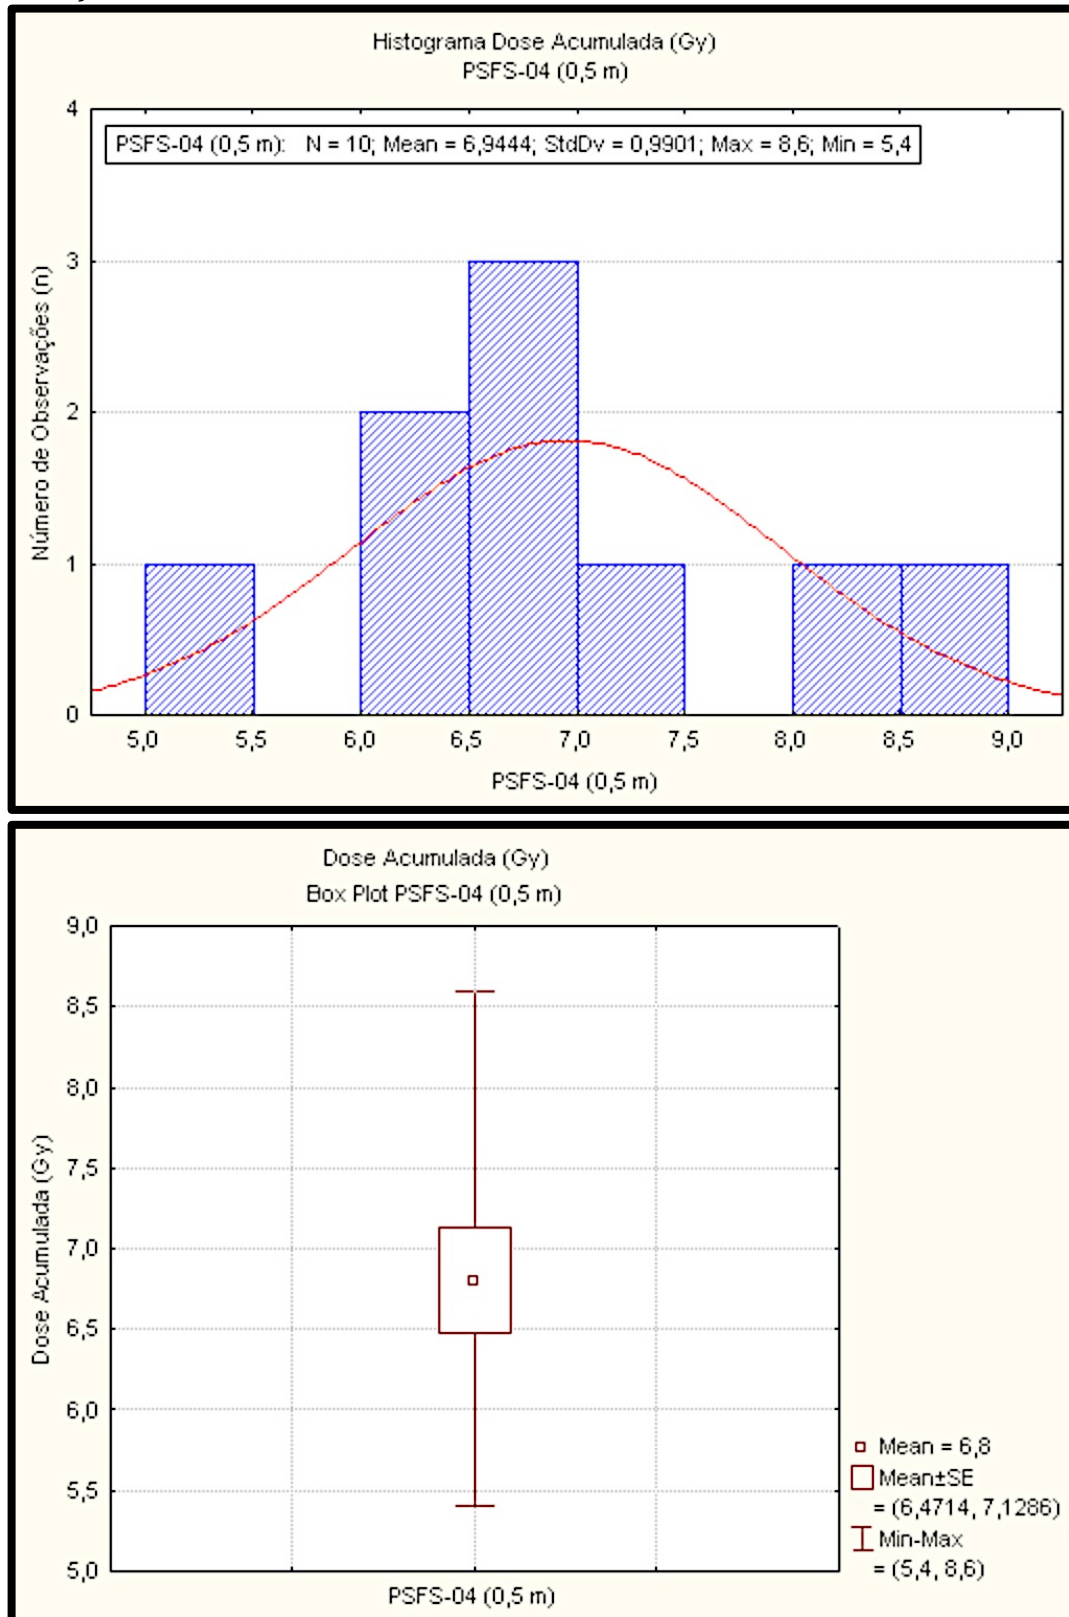 Histograma Dose Acumulada (Gy)
PSFS-04 (0,5 m)
PSFS-04 (0,5 m): N = 10; Mean = 6,9444; StdDv = 0,9901; Max = 8,6; Min = 5,4
Número de Observações (n)
4
3
2
1
0
5,0 5,5 6,0 6,5 7,0 7,5 8,0 8,5 9,0
PSFS-04 (0,5 m)
Dose Acumulada (Gy)
Box Plot PSFS-04 (0,5 m)
Dose Acumulada (Gy)
9,0
8,5
8,0
7,5
7,0
6,5
6,0
5,5
5,0
PSFS-04 (0,5 m)
Mean = 6,8
Mean±SE
= (6,4714, 7,1286)
Min-Max
= (5,4, 8,6)